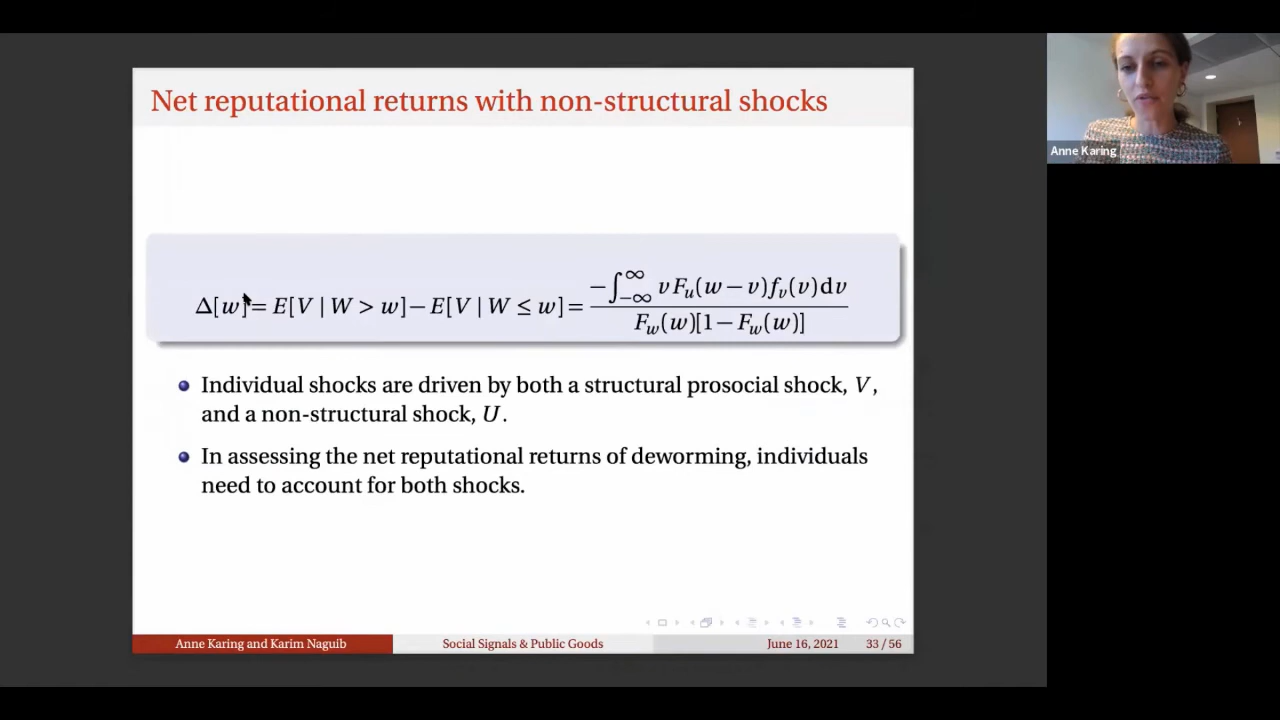 Net reputational returns with non-structural shocks
Δ[w] = E[V | W > w] − E[V | W ≤ w] = −∫_{−∞}^{∞} v F_u(w − v) f_v(v) dv / F_w(w)[1 − F_w(w)]
Individual shocks are driven by both a structural prosocial shock, V,
and a non-structural shock, U.
In assessing the net reputational returns of deworming, individuals
need to account for both shocks.
Anne Karing and Karim Naguib
Social Signals & Public Goods
June 16, 2021
33 / 56
Anne Karing